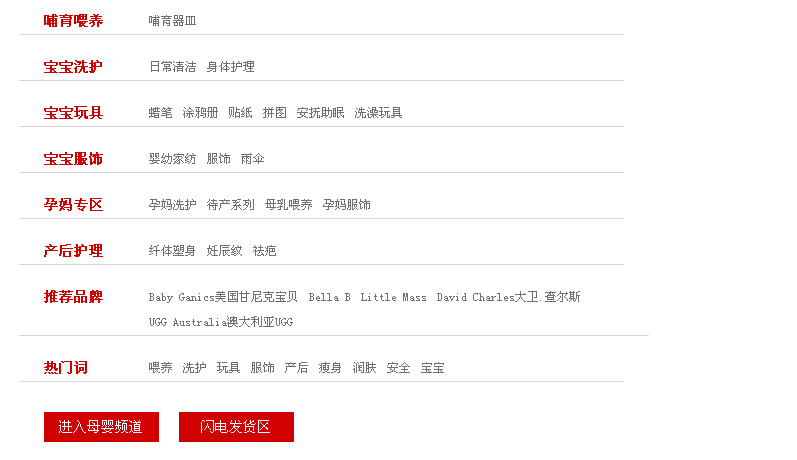 哺育喂养 哺育器皿
宝宝洗护 日常清洁 身体护理
宝宝玩具 蜡笔 涂鸦册 贴纸 拼图 安抚助眠 洗澡玩具
宝宝服饰 婴幼家纺 服饰 雨伞
孕妈专区 孕妈洗护 待产系列 母乳喂养 孕妈服饰
产后护理 纤体塑身 妊辰纹 祛疤
推荐品牌 Baby Ganics美国甘尼克宝贝 Bella B Little Mass David Charles大卫.查尔斯
UGG Australia澳大利亚UGG
热门词 喂养 洗护 玩具 服饰 产后 瘦身 润肤 安全 宝宝
进入母婴频道 闪电发货区